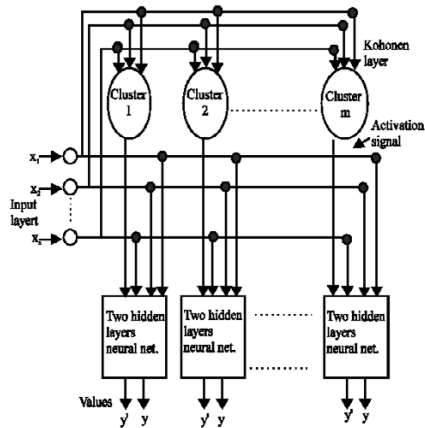 Kohonen
layer
Cluster
1
Cluster
2
Cluster
m
Activation
signal
x₁
x₂
Input
layert
xₙ
Two hidden
layers
neural net.
Two hidden
layers
neural net.
Two hidden
layers
neural net.
Values
y' y
y' y
y' y